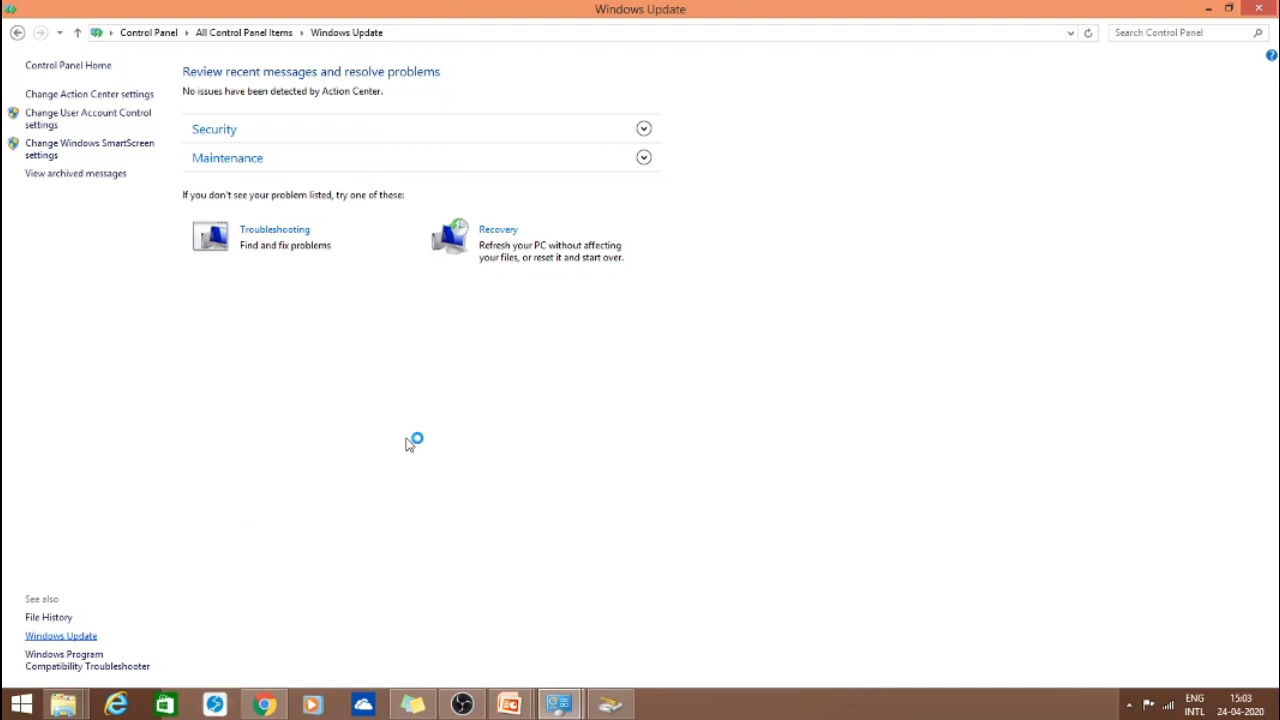 Windows Update
Control Panel
All Control Panel Items
Windows Update
Search Control Panel
Control Panel Home
Change Action Center settings
Change User Account Control
settings
Change Windows SmartScreen
settings
View archived messages
Review recent messages and resolve problems
No issues have been detected by Action Center.
Security
Maintenance
If you don't see your problem listed, try one of these:
Troubleshooting
Find and fix problems
Recovery
Refresh your PC without affecting
your files, or reset it and start over.
See also
File History
Windows Update
Windows Program
Compatibility Troubleshooter
ENG
INTL
15:03
24-04-2020